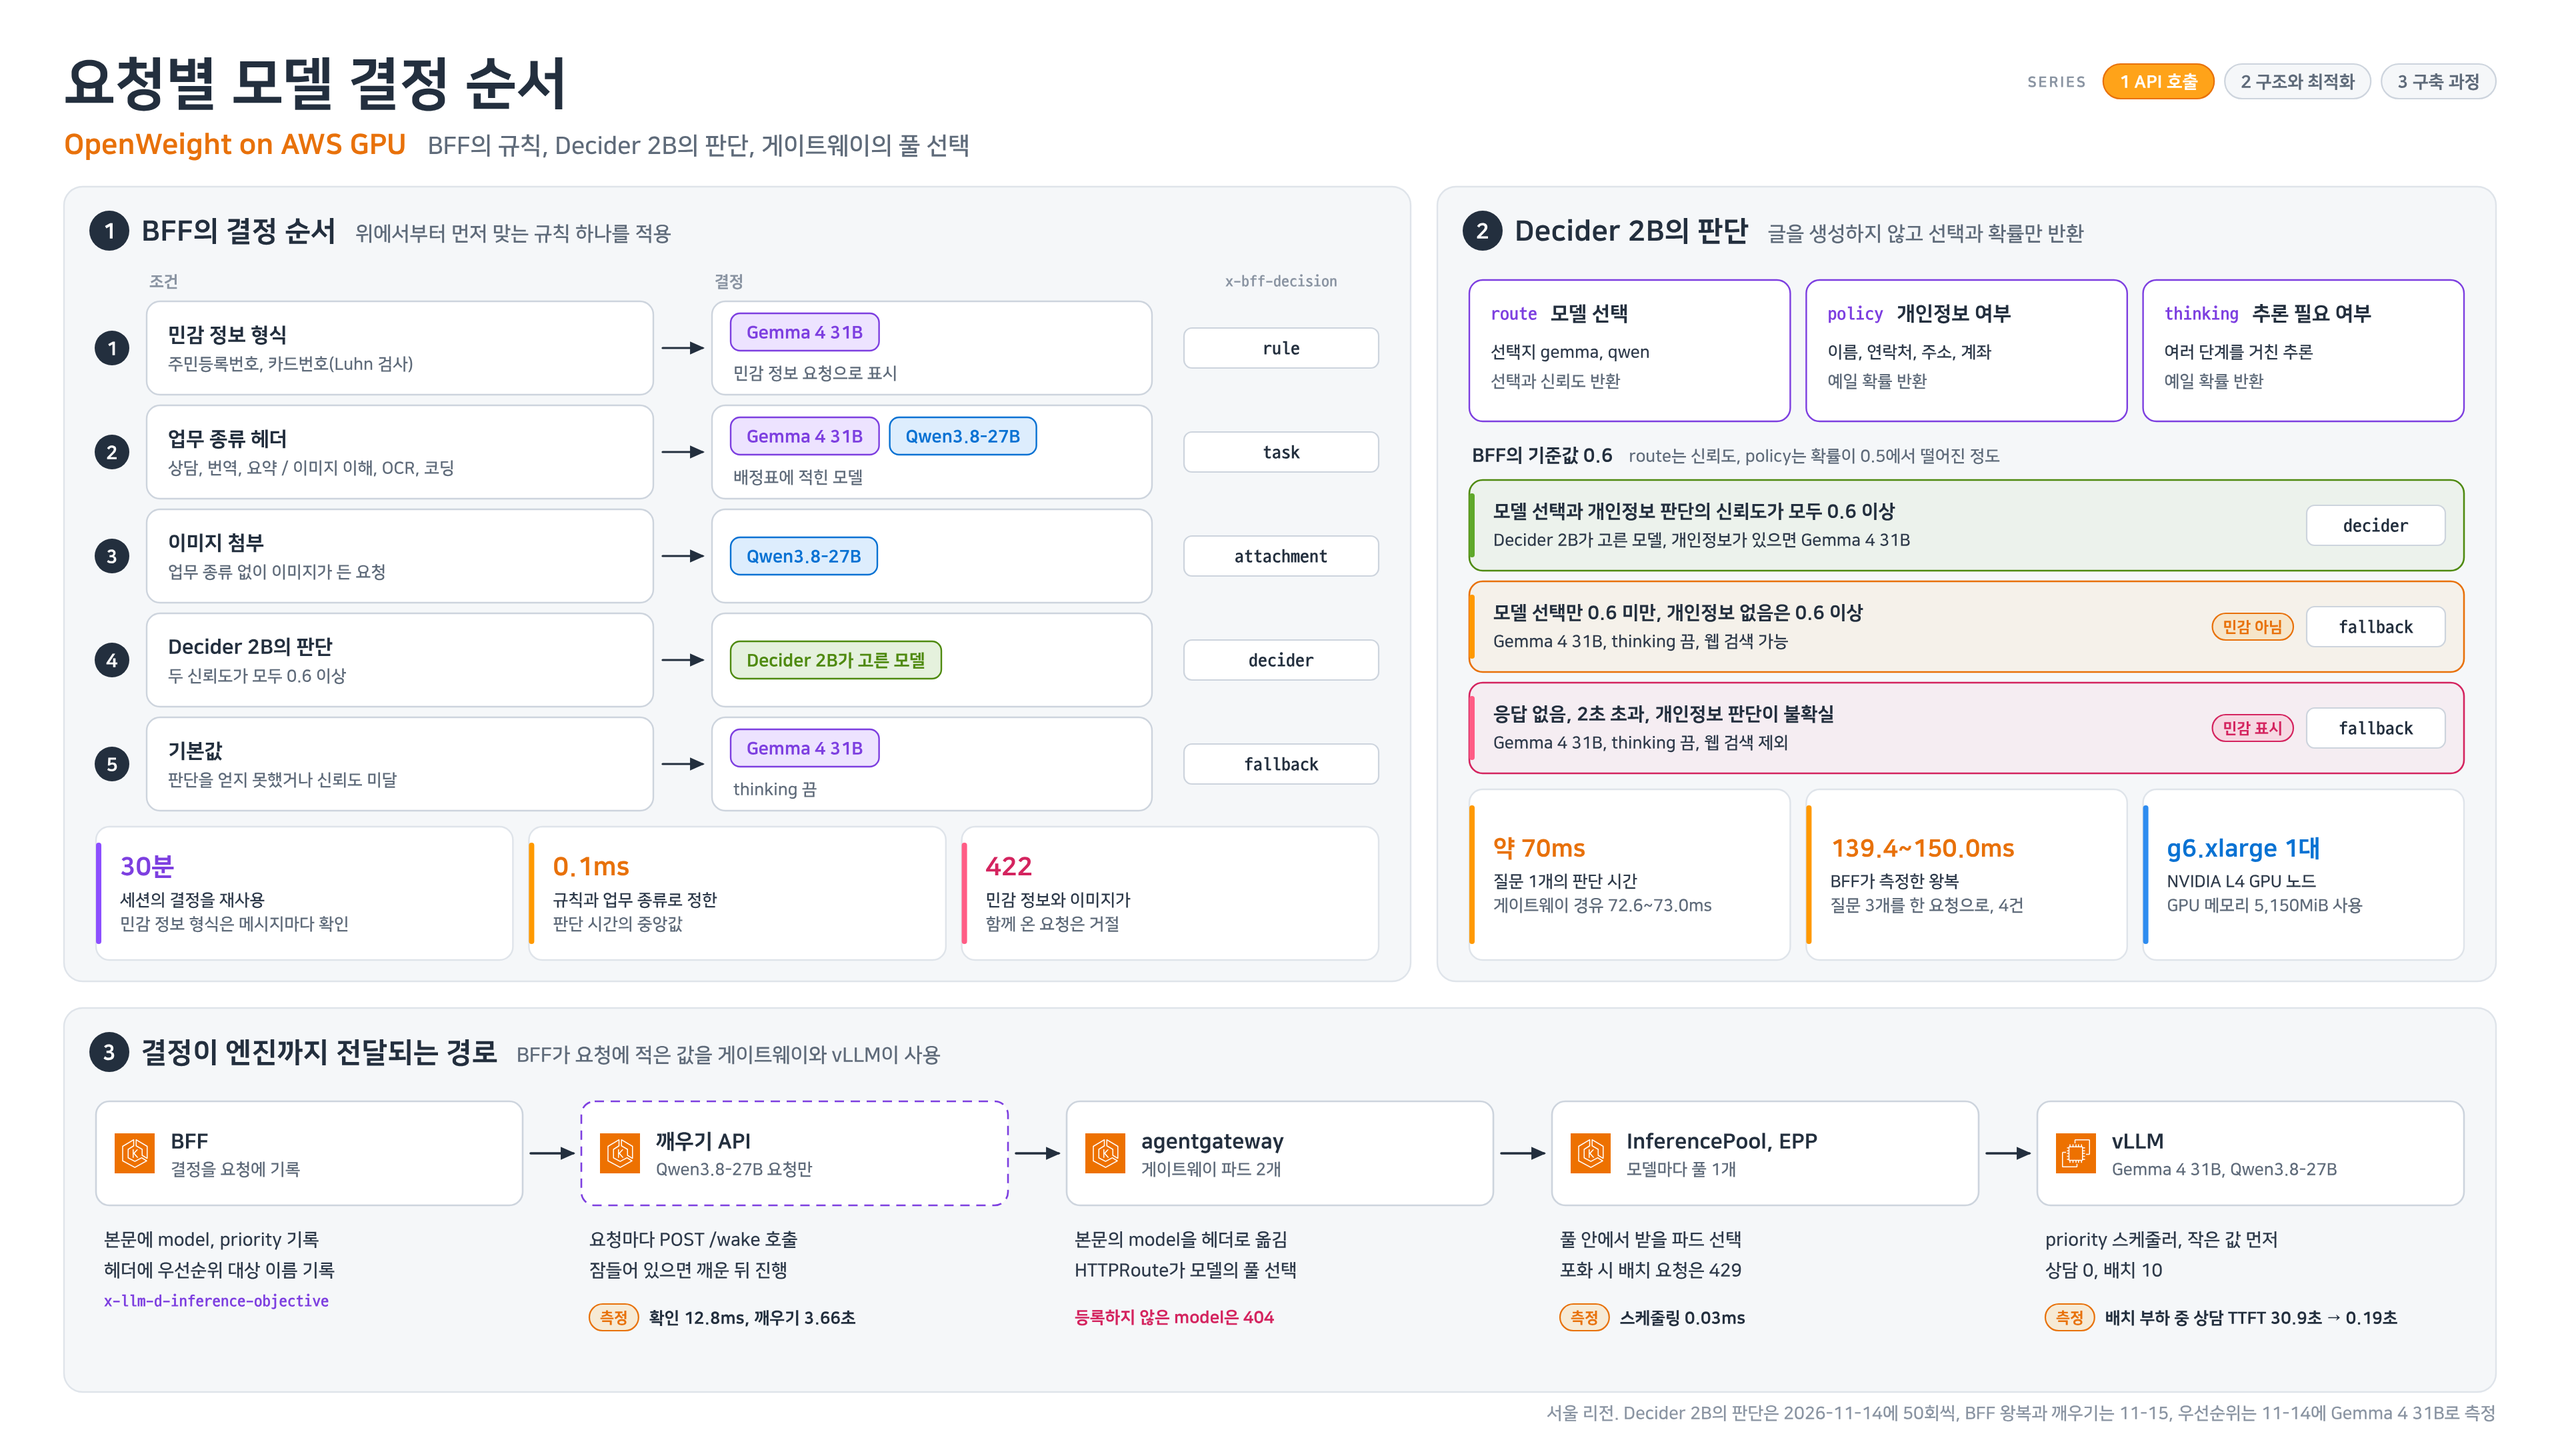 요청별 모델 결정 순서
SERIES 1 API 호출 2 구조와 최적화 3 구축 과정
OpenWeight on AWS GPU BFF의 규칙, Decider 2B의 판단, 게이트웨이의 풀 선택
1 BFF의 결정 순서 위에서부터 먼저 맞는 규칙 하나를 적용
조건 결정 x-bff-decision
1 민감 정보 형식
주민등록번호, 카드번호(Luhn 검사)
Gemma 4 31B
민감 정보 요청으로 표시
rule
2 업무 종류 헤더
상담, 번역, 요약 / 이미지 이해, OCR, 코딩
Gemma 4 31B Qwen3.8-27B
배정표에 적힌 모델
task
3 이미지 첨부
업무 종류 없이 이미지가 든 요청
Qwen3.8-27B
attachment
4 Decider 2B의 판단
두 신뢰도가 모두 0.6 이상
Decider 2B가 고른 모델
decider
5 기본값
판단을 얻지 못했거나 신뢰도 미달
Gemma 4 31B
thinking 끔
fallback
30분
세션의 결정을 재사용
민감 정보 형식은 메시지마다 확인
0.1ms
규칙과 업무 종류로 정한
판단 시간의 중앙값
422
민감 정보와 이미지가
함께 온 요청은 거절
2 Decider 2B의 판단 글을 생성하지 않고 선택과 확률만 반환
route 모델 선택
선택지 gemma, qwen
선택과 신뢰도 반환
policy 개인정보 여부
이름, 연락처, 주소, 계좌
예일 확률 반환
thinking 추론 필요 여부
여러 단계를 거친 추론
예일 확률 반환
BFF의 기준값 0.6 route는 신뢰도, policy는 확률이 0.5에서 떨어진 정도
모델 선택과 개인정보 판단의 신뢰도가 모두 0.6 이상
Decider 2B가 고른 모델, 개인정보가 있으면 Gemma 4 31B
decider
모델 선택만 0.6 미만, 개인정보 없음은 0.6 이상
Gemma 4 31B, thinking 끔, 웹 검색 가능
민감 아님 fallback
응답 없음, 2초 초과, 개인정보 판단이 불확실
Gemma 4 31B, thinking 끔, 웹 검색 제외
민감 표시 fallback
약 70ms
질문 1개의 판단 시간
게이트웨이 경유 72.6~73.0ms
139.4~150.0ms
BFF가 측정한 왕복
질문 3개를 한 요청으로, 4건
g6.xlarge 1대
NVIDIA L4 GPU 노드
GPU 메모리 5,150MiB 사용
3 결정이 엔진까지 전달되는 경로 BFF가 요청에 적은 값을 게이트웨이와 vLLM이 사용
BFF
결정을 요청에 기록
본문에 model, priority 기록
헤더에 우선순위 대상 이름 기록
x-llm-d-inference-objective
깨우기 API
Qwen3.8-27B 요청만
요청마다 POST /wake 호출
잠들어 있으면 깨운 뒤 진행
측정 확인 12.8ms, 깨우기 3.66초
agentgateway
게이트웨이 파드 2개
본문의 model을 헤더로 옮김
HTTPRoute가 모델의 풀 선택
등록하지 않은 model은 404
InferencePool, EPP
모델마다 풀 1개
풀 안에서 받을 파드 선택
포화 시 배치 요청은 429
측정 스케줄링 0.03ms
vLLM
Gemma 4 31B, Qwen3.8-27B
priority 스케줄러, 작은 값 먼저
상담 0, 배치 10
측정 배치 부하 중 상담 TTFT 30.9초 → 0.19초
서울 리전. Decider 2B의 판단은 2026-11-14에 50회씩, BFF 왕복과 깨우기는 11-15, 우선순위는 11-14에 Gemma 4 31B로 측정